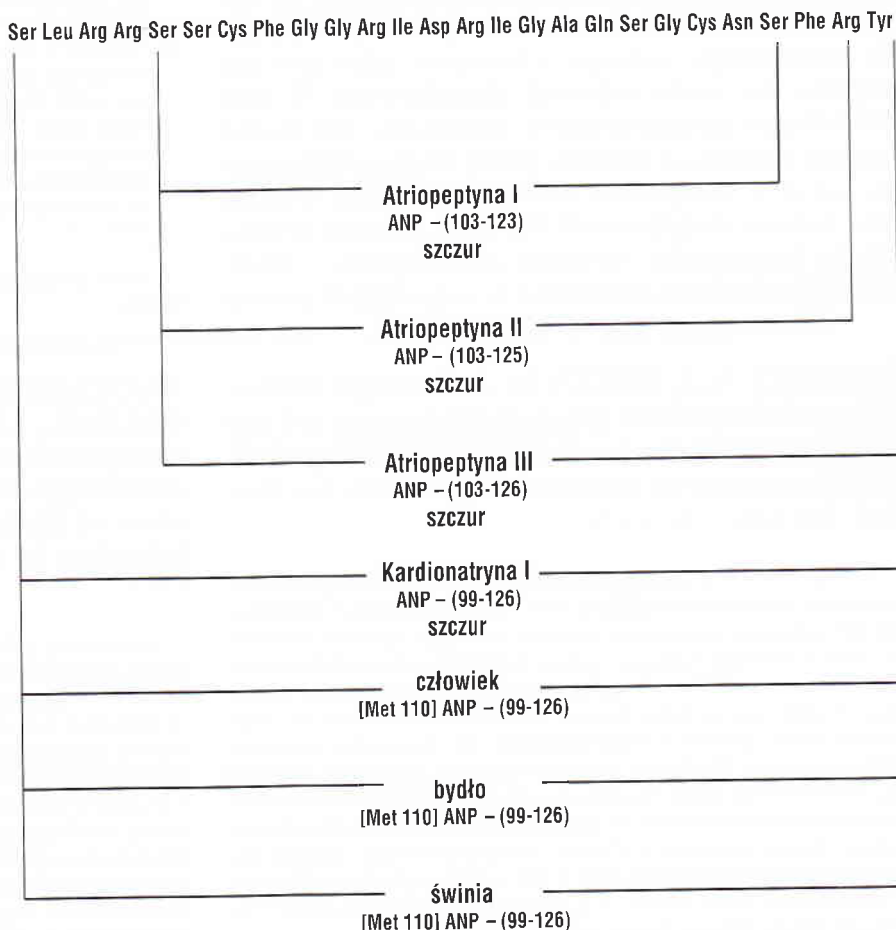 Ser Leu Arg Arg Ser Ser Cys Phe Gly Gly Arg Ile Asp Arg Ile Gly Ala Gln Ser Gly Cys Asn Ser Phe Arg Tyr
Atriopeptyna I
ANP – (103-123)
szczur
Atriopeptyna II
ANP – (103-125)
szczur
Atriopeptyna III
ANP – (103-126)
szczur
Kardionatryna I
ANP – (99-126)
szczur
człowiek
[Met 110] ANP – (99-126)
bydło
[Met 110] ANP – (99-126)
świnia
[Met 110] ANP – (99-126)